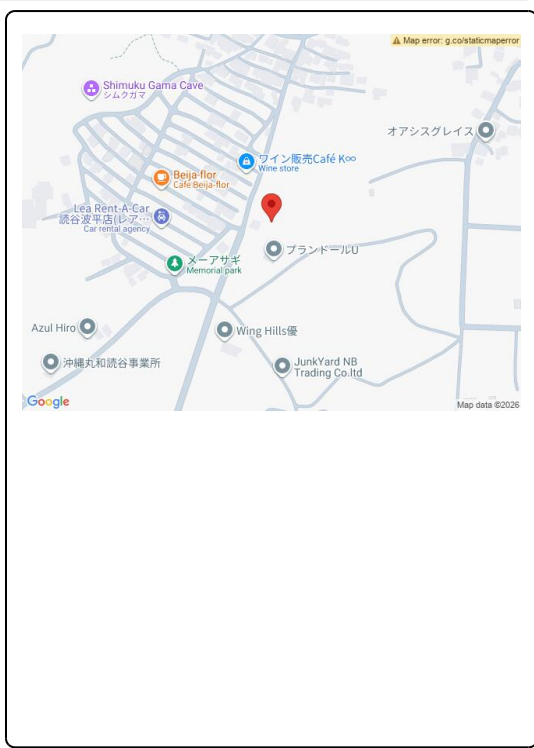 Map error: g.co/staticmaperror
Shimuku Gama Cave
シムクガマ
オアシスグレイス
ワイン販売Café K∞
Wine store
Beija-flor
Café Beija-flor
Lea Rent-A-Car
読谷波平店(レア…
Car rental agency
プランドールU
メーアサギ
Memorial park
Azul Hiro
Wing Hills優
沖縄丸和読谷事業所
JunkYard NB
Trading Co.ltd
Google
Map data ©2026